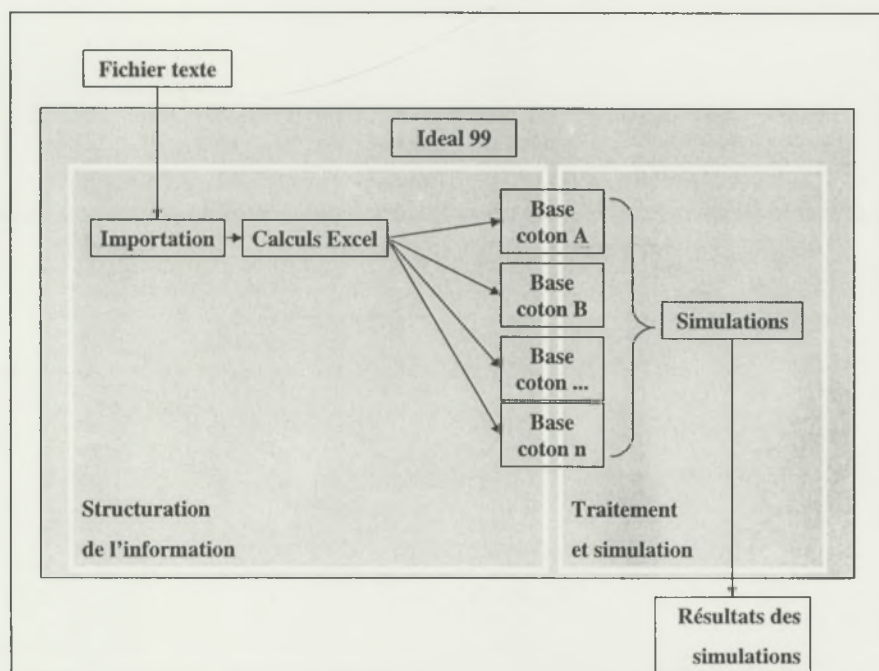 Fichier texte
Ideal 99
Importation
Calculs Excel
Base
coton A
Base
coton B
Base
coton ...
Base
coton n
Simulations
Structuration
de l'information
Traitement
et simulation
Résultats des
simulations